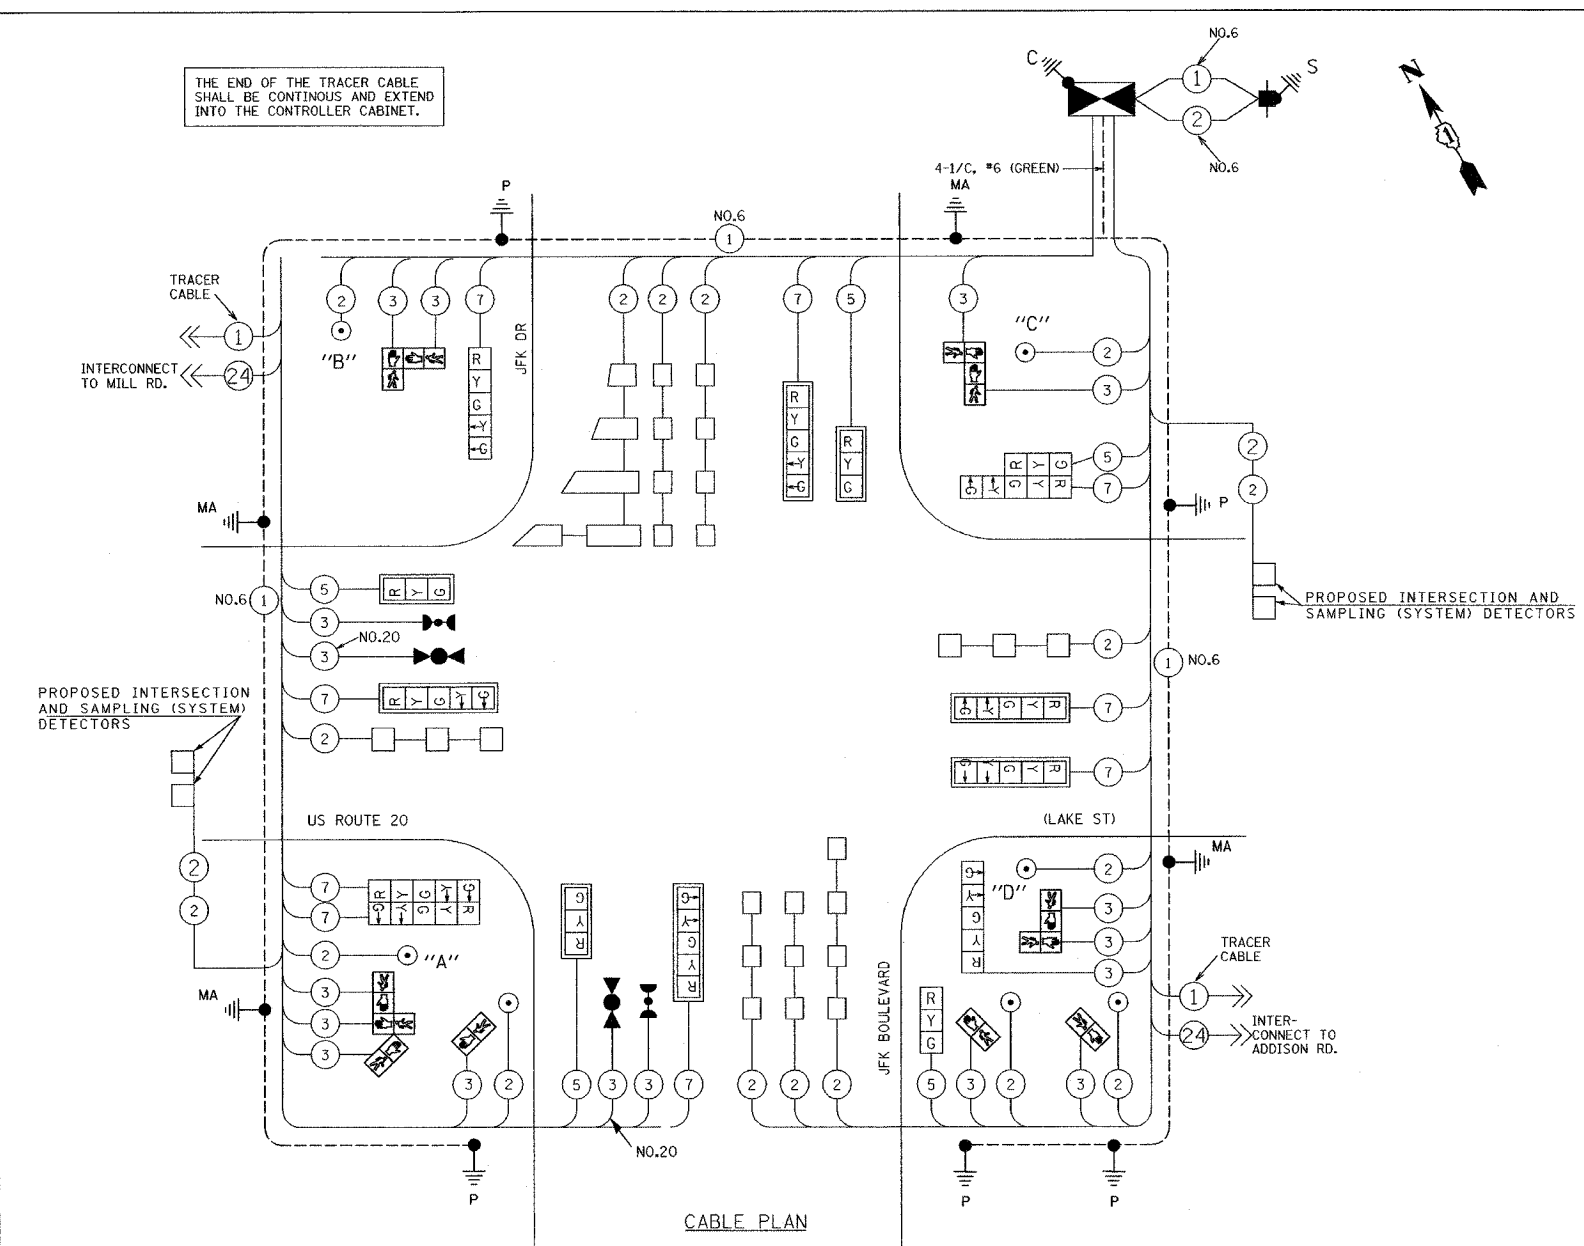 NO.6
C
1
S
N
THE END OF THE TRACER CABLE
SHALL BE CONTINOUS AND EXTEND
INTO THE CONTROLLER CABINET.
2
1
NO.6
4-1/C, #6 (GREEN)
P
MA
NO.6
1
TRACER
CABLE
2
3
3
7
2
2
2
7
5
3
"C"
1
"B"
JFK DR
2
INTERCONNECT
TO MILL RD.
24
3
R
Y
G
Y
G
R
Y
G
Y
G
R
Y
G
R Y G
5
G Y G Y R
7
2
2
MA
P
5
R Y G
NO.6
1
3
NO.20
3
PROPOSED INTERSECTION AND
SAMPLING (SYSTEM) DETECTORS
2
1
NO.6
PROPOSED INTERSECTION
AND SAMPLING (SYSTEM)
DETECTORS
7
R Y G Y G
2
G Y G Y R
7
G Y G Y R
7
US ROUTE 20
(LAKE ST)
MA
2
2
7
R Y G Y G
7
G Y G Y R
2
"A"
G
Y
R
G
Y
G
Y
R
G
Y
G
Y
R
"D"
2
3
3
3
MA
3
3
3
JFK BOULEVARD
R
Y
G
TRACER
CABLE
1
24
INTER-
CONNECT TO
ADDISON RD.
3
2
5
3
3
7
2
2
2
5
3
2
3
2
NO.20
P
P
P
CABLE PLAN